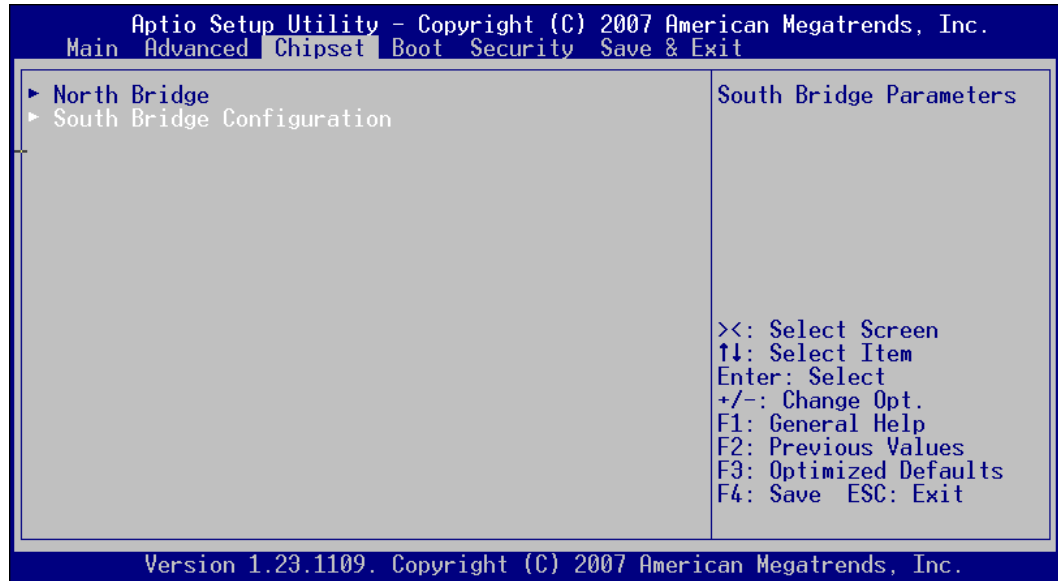 Aptio Setup Utility – Copyright (C) 2007 American Megatrends, Inc.
Main Advanced Chipset Boot Security Save & Exit
► North Bridge
► South Bridge Configuration
South Bridge Parameters
><: Select Screen
↑↓: Select Item
Enter: Select
+/-: Change Opt.
F1: General Help
F2: Previous Values
F3: Optimized Defaults
F4: Save ESC: Exit
Version 1.23.1109. Copyright (C) 2007 American Megatrends, Inc.